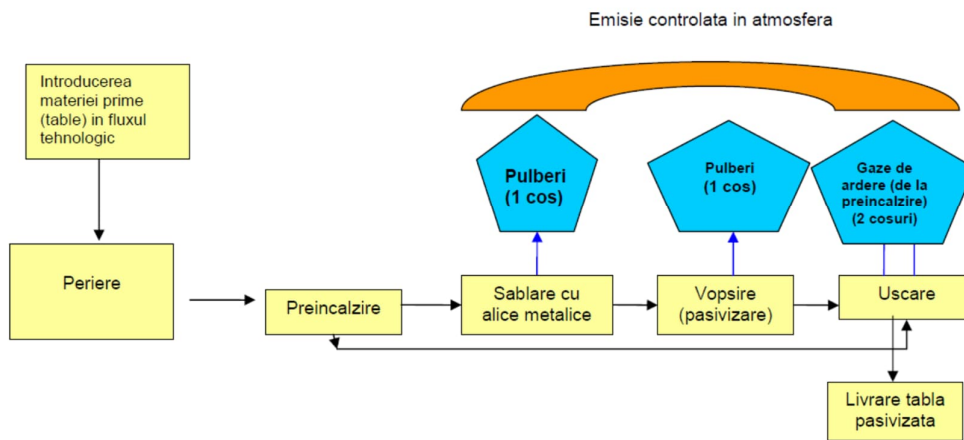 Emisie controlata in atmosfera
Introducerea
materiei prime
(table) in fluxul
tehnologic
Pulberi
(1 cos)
Pulberi
(1 cos)
Gaze de
ardere (de la
preincalzire)
(2 cosuri)
Periere
Preincalzire
Sablare cu
alice metalice
Vopsire
(pasivizare)
Uscare
Livrare tabla
pasivizata